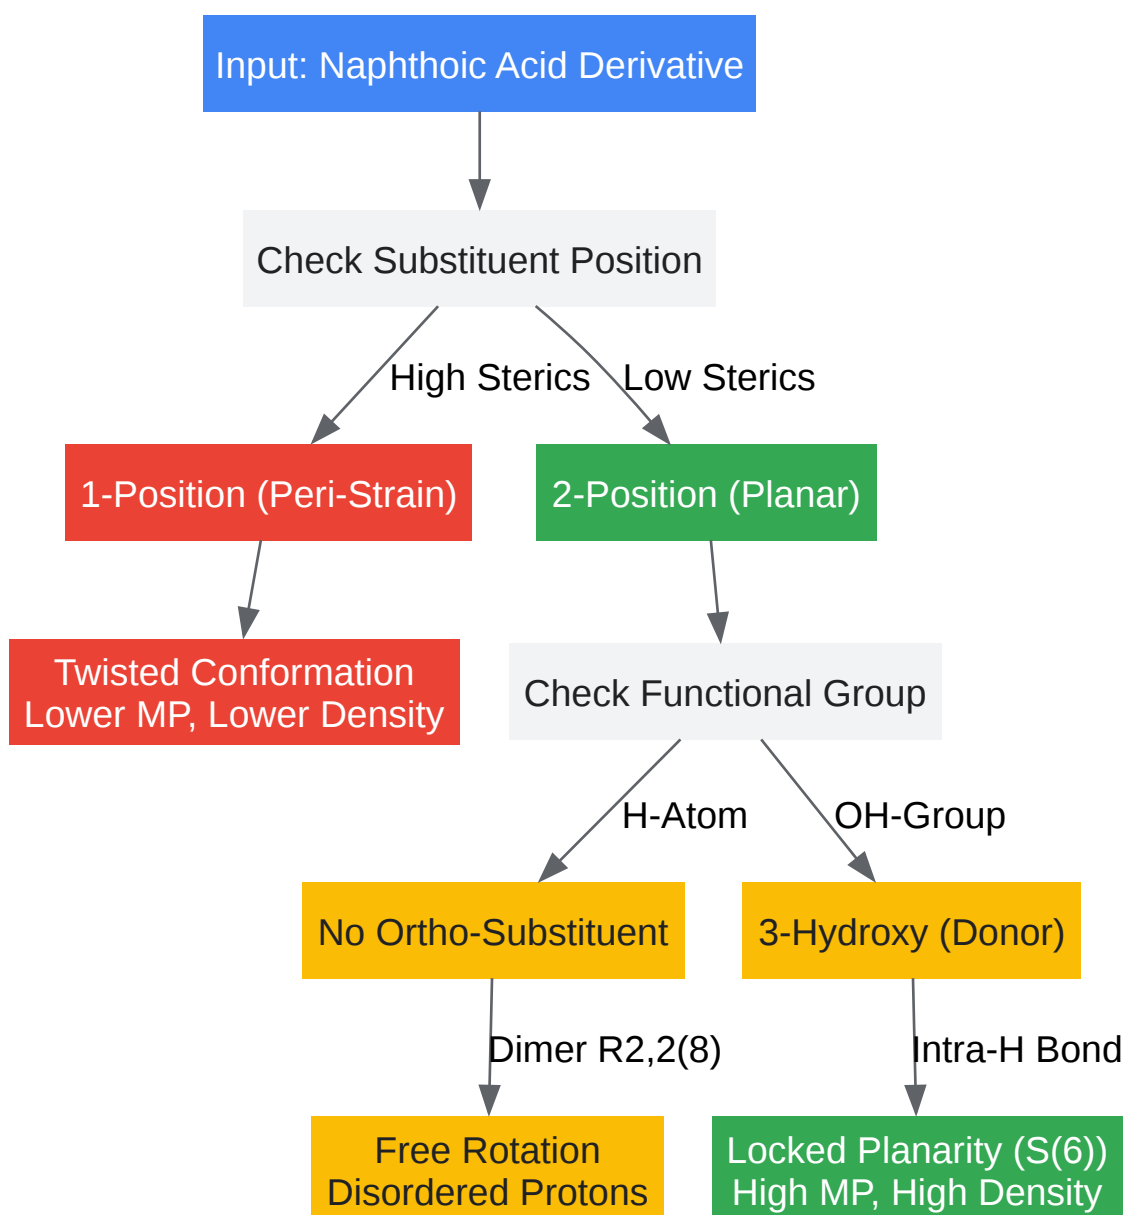 Input: Naphthoic Acid Derivative
Check Substituent Position
High Sterics
Low Sterics
1-Position (Peri-Strain)
2-Position (Planar)
Twisted Conformation
Lower MP, Lower Density
Check Functional Group
H-Atom
OH-Group
No Ortho-Substituent
3-Hydroxy (Donor)
Dimer R2,2(8)
Intra-H Bond
Free Rotation
Disordered Protons
Locked Planarity (S(6))
High MP, High Density